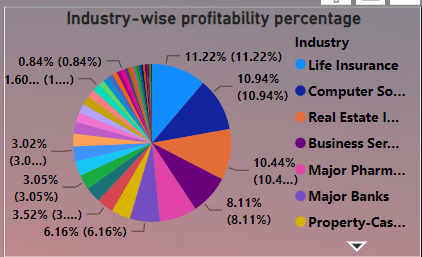 Industry-wise profitability percentage
0.84% (0.84%)
1.60... (1....)
3.02%
(3.0...)
3.05%
(3.05%)
3.52% (3....)
6.16% (6.16%)
11.22% (11.22%)
10.94%
(10.94%)
10.44%
(10.4...)
8.11%
(8.11%)
Industry
Life Insurance
Computer So...
Real Estate I...
Business Ser...
Major Pharm...
Major Banks
Property-Cas...